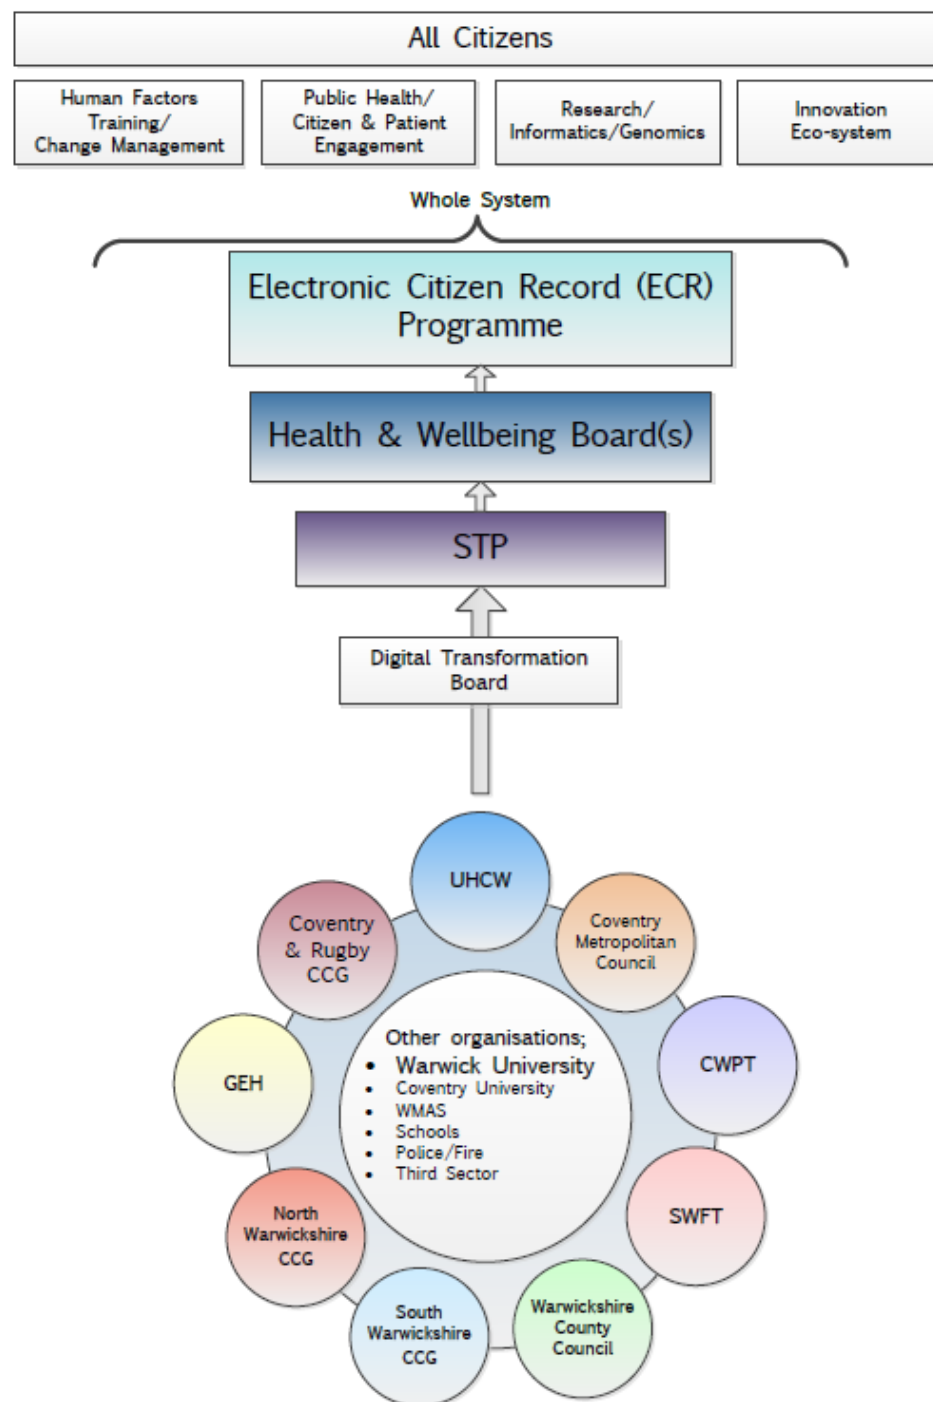 All Citizens
Human Factors
Training/
Change Management
Public Health/
Citizen & Patient
Engagement
Research/
Informatics/Genomics
Innovation
Eco-system
Whole System
Electronic Citizen Record (ECR)
Programme
Health & Wellbeing Board(s)
STP
Digital Transformation
Board
UHCW
Coventry
& Rugby
CCG
Coventry
Metropolitan
Council
GEH
CWPT
Other organisations;
• Warwick University
• Coventry University
• WMAS
• Schools
• Police/Fire
• Third Sector
North
Warwickshire
CCG
SWFT
South
Warwickshire
CCG
Warwickshire
County
Council